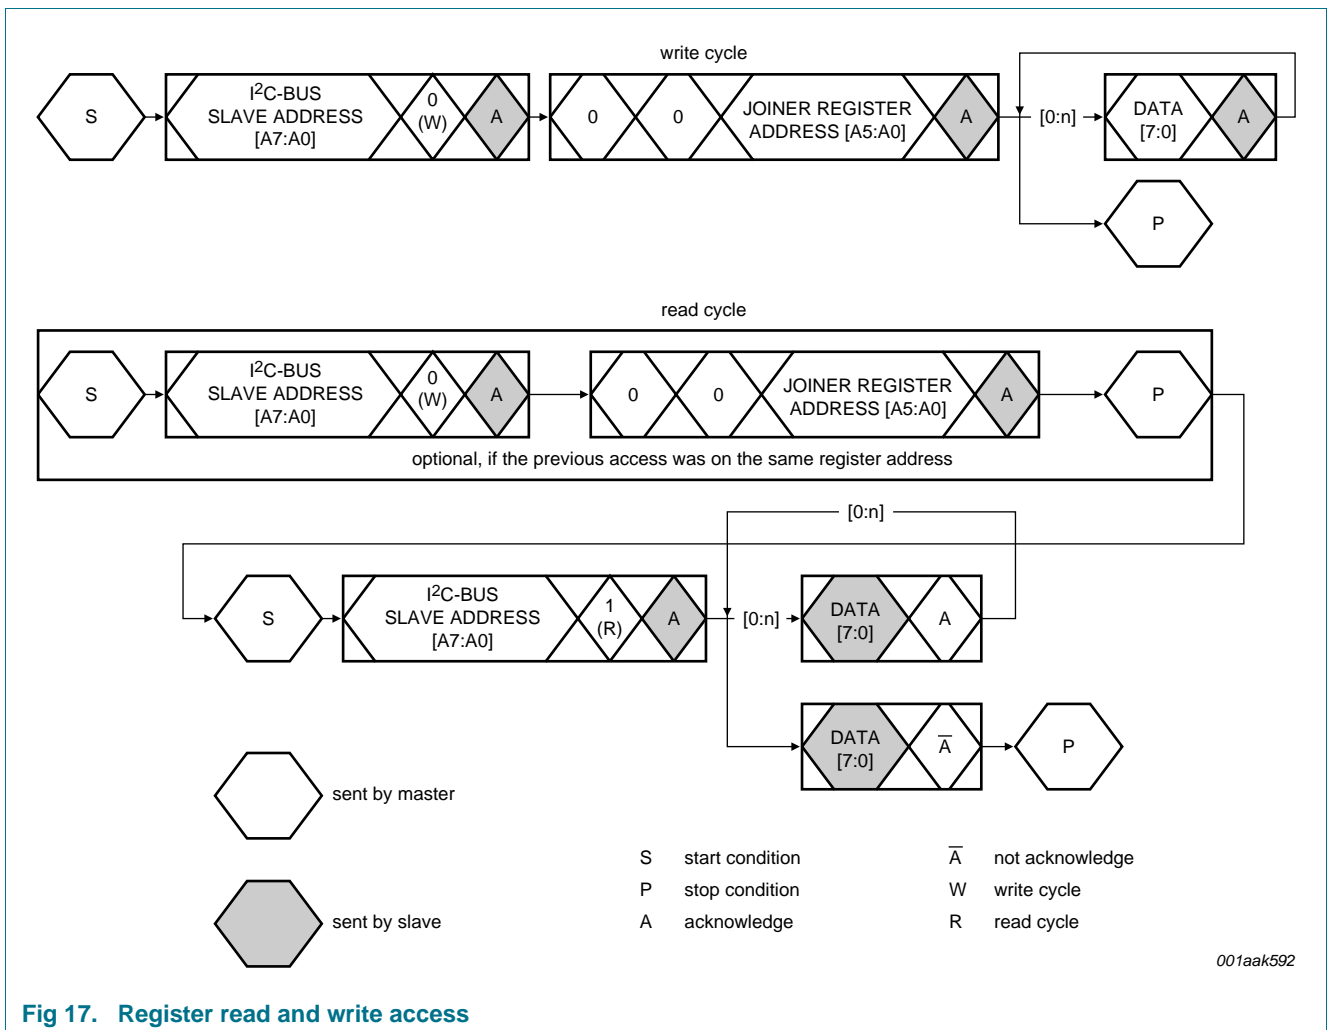 write cycle
S
I2C-BUS
SLAVE ADDRESS
[A7:A0]
0
(W)
A
0
0
JOINER REGISTER
ADDRESS [A5:A0]
A
[0:n]
DATA
[7:0]
A
P
read cycle
S
I2C-BUS
SLAVE ADDRESS
[A7:A0]
0
(W)
A
0
0
JOINER REGISTER
ADDRESS [A5:A0]
A
P
optional, if the previous access was on the same register address
[0:n]
S
I2C-BUS
SLAVE ADDRESS
[A7:A0]
1
(R)
A
[0:n]
DATA
[7:0]
A
DATA
[7:0]
A̅
P
sent by master
sent by slave
S start condition
P stop condition
A acknowledge
A̅ not acknowledge
W write cycle
R read cycle
001aak592
Fig 17. Register read and write access